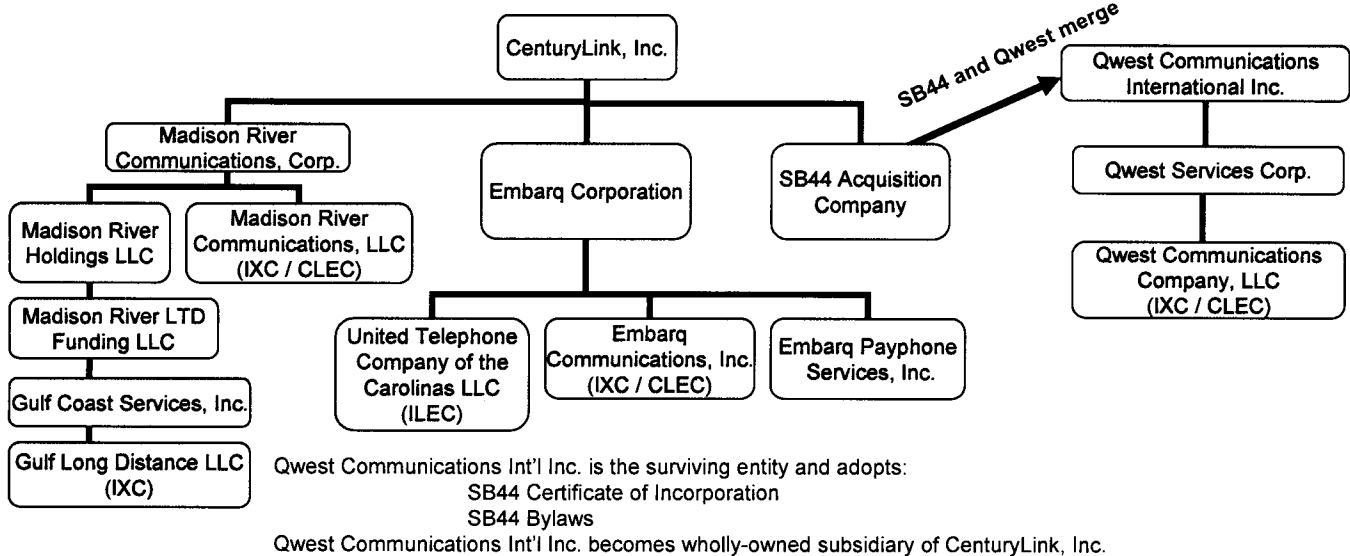 CenturyLink, Inc.
SB44 and Qwest merge
Qwest Communications
International Inc.
Madison River
Communications, Corp.
Embarq Corporation
SB44 Acquisition
Company
Qwest Services Corp.
Madison River
Holdings LLC
Madison River
Communications, LLC
(IXC / CLEC)
Qwest Communications
Company, LLC
(IXC / CLEC)
Madison River LTD
Funding LLC
United Telephone
Company of the
Carolinas LLC
(ILEC)
Embarq
Communications, Inc.
(IXC / CLEC)
Embarq Payphone
Services, Inc.
Gulf Coast Services, Inc.
Gulf Long Distance LLC
(IXC)
Qwest Communications Int'l Inc. is the surviving entity and adopts:
SB44 Certificate of Incorporation
SB44 Bylaws
Qwest Communications Int'l Inc. becomes wholly-owned subsidiary of CenturyLink, Inc.